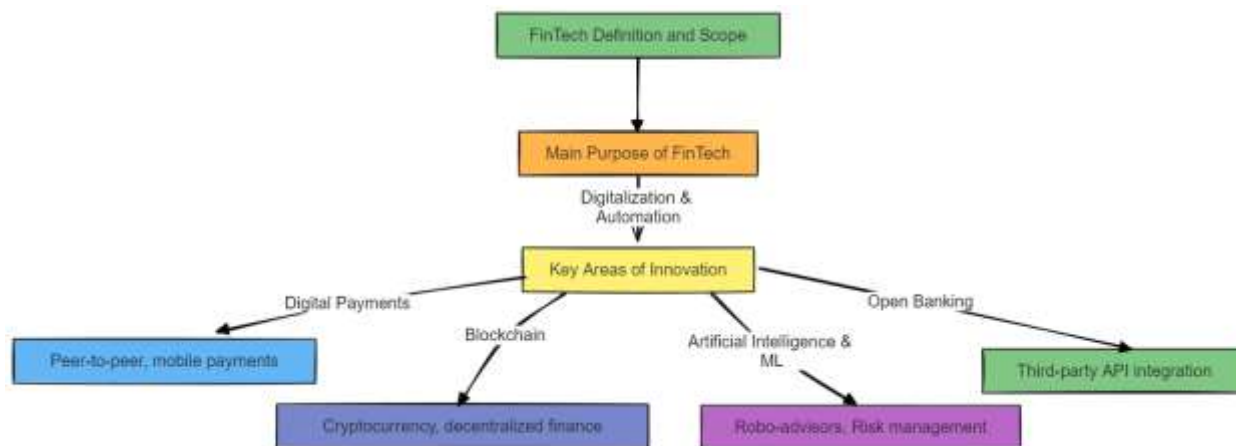 FinTech Definition and Scope
Main Purpose of FinTech
Digitalization &
Automation
Key Areas of Innovation
Digital Payments
Open Banking
Blockchain
Artificial Intelligence &
ML
Peer-to-peer, mobile payments
Third-party API integration
Cryptocurrency, decentralized finance
Robo-advisors, Risk management